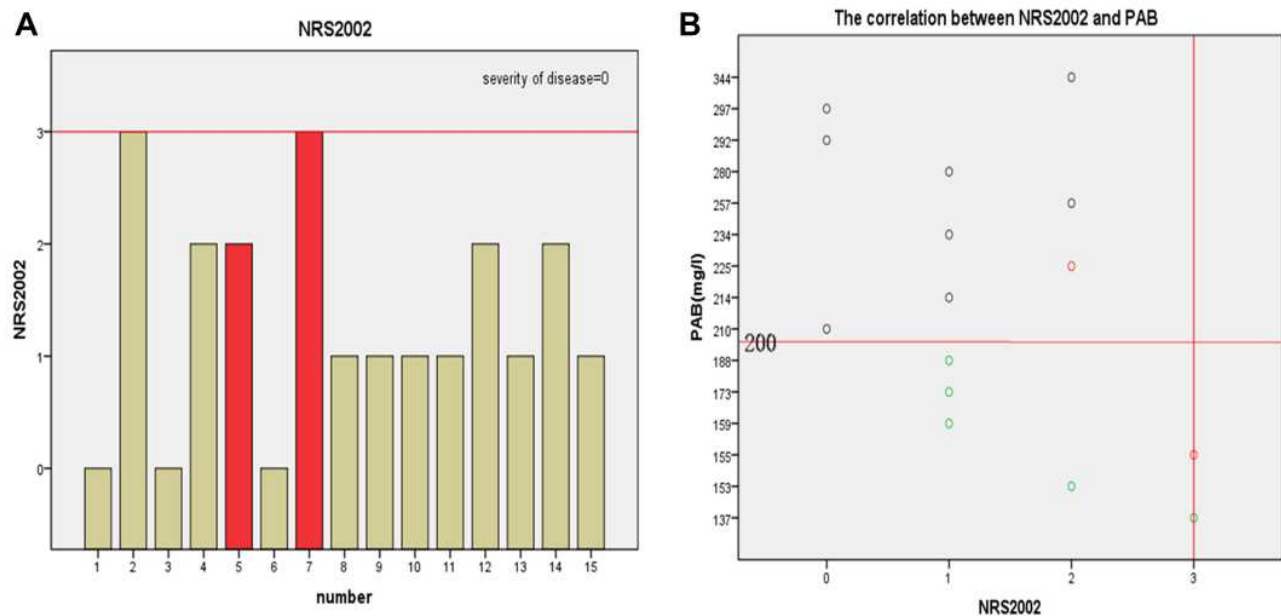 A
NRS2002
severity of disease=0
NRS2002
3
2
1
0
1 2 3 4 5 6 7 8 9 10 11 12 13 14 15
number
B
The correlation between NRS2002 and PAB
PAB(mg/l)
344
297
292
280
257
234
225
214
210
200
188
173
159
155
153
137
0 1 2 3
NRS2002